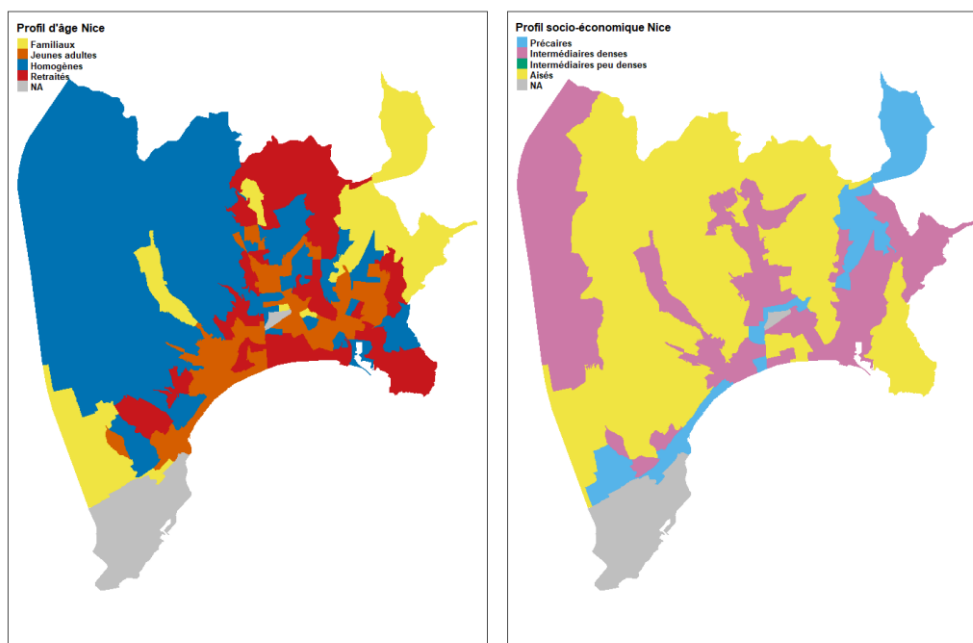 Profil d'âge Nice
Familiaux
Jeunes adultes
Homogènes
Retraités
NA
Profil socio-économique Nice
Précaires
Intermédiaires denses
Intermédiaires peu denses
Aisés
NA